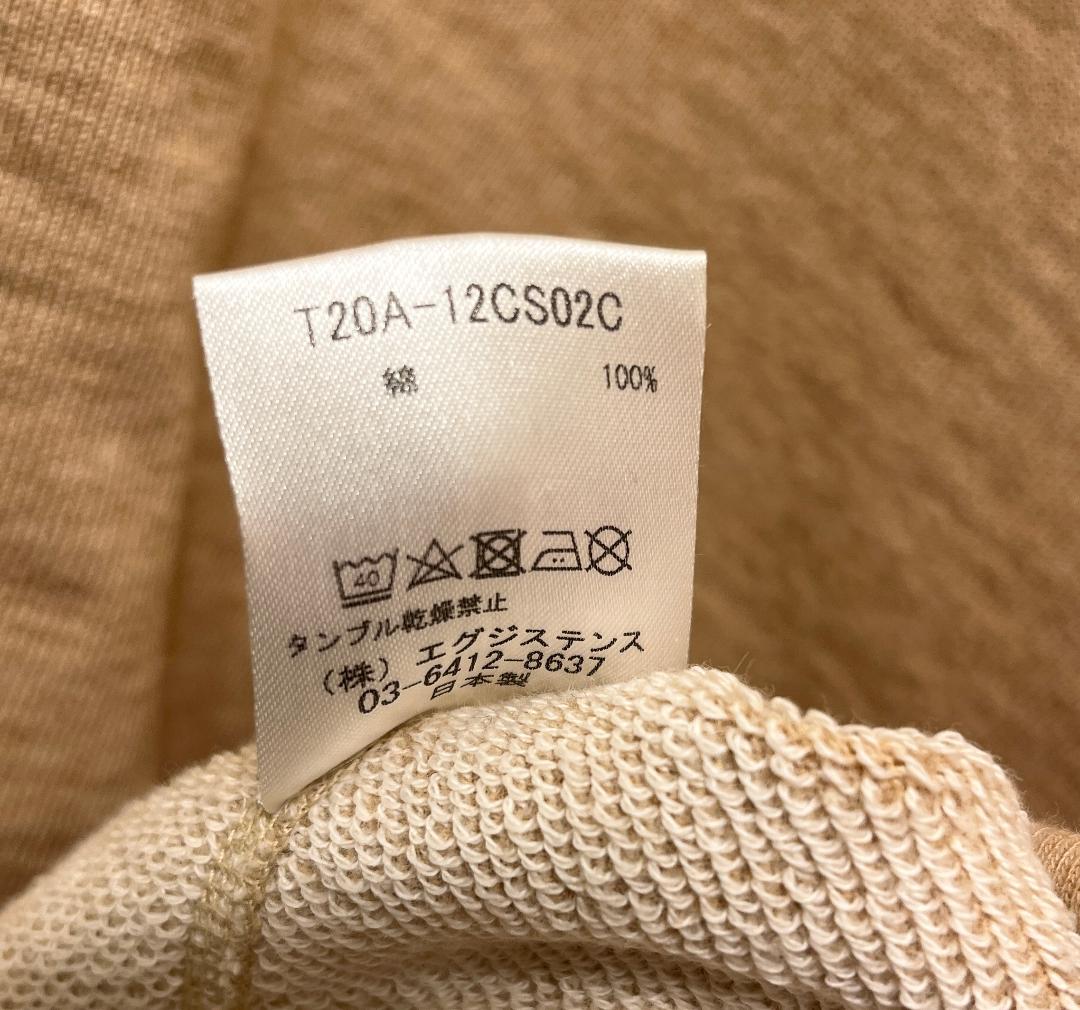 T20A-12CS02C
綿 100%
40
タンブル乾燥禁止
(株) エグジステンス
03-6412-8637
日本製